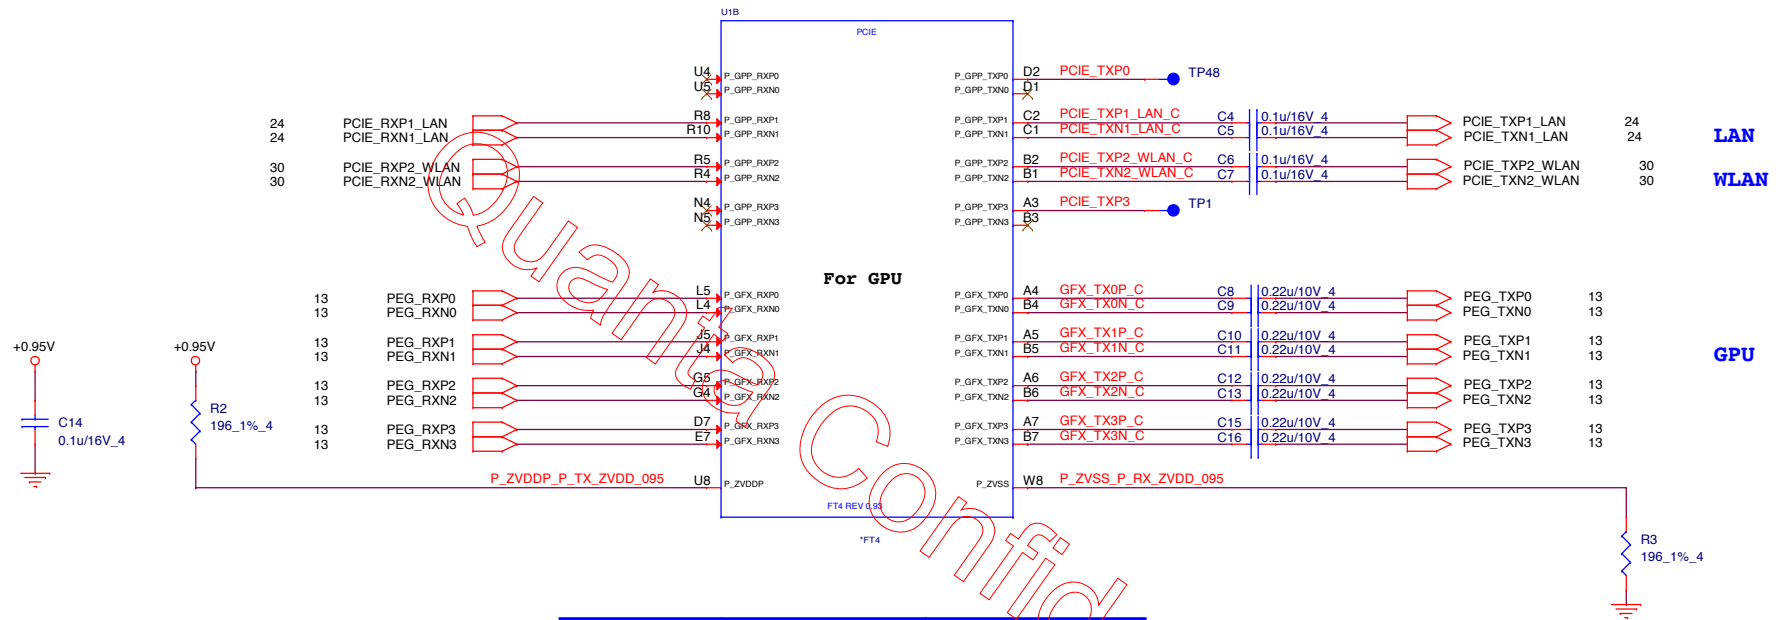 U1B
PCIE
U4 P_GPP_RXP0 P_GPP_TXP0 D2 PCIE_TXP0 TP48
U5 P_GPP_RXN0 P_GPP_TXN0 D1
24 PCIE_RXP1_LAN R8 P_GPP_RXP1 P_GPP_TXP1 C2 PCIE_TXP1_LAN_C C4 0.1u/16V_4 PCIE_TXP1_LAN 24
24 PCIE_RXN1_LAN R10 P_GPP_RXN1 P_GPP_TXN1 C1 PCIE_TXN1_LAN_C C5 0.1u/16V_4 PCIE_TXN1_LAN 24
LAN
30 PCIE_RXP2_WLAN R5 P_GPP_RXP2 P_GPP_TXP2 B2 PCIE_TXP2_WLAN_C C6 0.1u/16V_4 PCIE_TXP2_WLAN 30
30 PCIE_RXN2_WLAN R4 P_GPP_RXN2 P_GPP_TXN2 B1 PCIE_TXN2_WLAN_C C7 0.1u/16V_4 PCIE_TXN2_WLAN 30
WLAN
N4 P_GPP_RXP3 P_GPP_TXP3 A3 PCIE_TXP3 TP1
N5 P_GPP_RXN3 P_GPP_TXN3 B3
For GPU
13 PEG_RXP0 L5 P_GFX_RXP0 P_GFX_TXP0 A4 GFX_TX0P_C C8 0.22u/10V_4 PEG_TXP0 13
13 PEG_RXN0 L4 P_GFX_RXN0 P_GFX_TXN0 B4 GFX_TX0N_C C9 0.22u/10V_4 PEG_TXN0 13
13 PEG_RXP1 J5 P_GFX_RXP1 P_GFX_TXP1 A5 GFX_TX1P_C C10 0.22u/10V_4 PEG_TXP1 13
13 PEG_RXN1 J4 P_GFX_RXN1 P_GFX_TXN1 B5 GFX_TX1N_C C11 0.22u/10V_4 PEG_TXN1 13
GPU
13 PEG_RXP2 G5 P_GFX_RXP2 P_GFX_TXP2 A6 GFX_TX2P_C C12 0.22u/10V_4 PEG_TXP2 13
13 PEG_RXN2 G4 P_GFX_RXN2 P_GFX_TXN2 B6 GFX_TX2N_C C13 0.22u/10V_4 PEG_TXN2 13
13 PEG_RXP3 D7 P_GFX_RXP3 P_GFX_TXP3 A7 GFX_TX3P_C C15 0.22u/10V_4 PEG_TXP3 13
13 PEG_RXN3 E7 P_GFX_RXN3 P_GFX_TXN3 B7 GFX_TX3N_C C16 0.22u/10V_4 PEG_TXN3 13
+0.95V +0.95V
C14
0.1u/16V_4
R2
196_1%_4
P_ZVDDP_P_TX_ZVDD_095 U8 P_ZVDDP P_ZVSS W8 P_ZVSS_P_RX_ZVDD_095
FT4 REV 0.93
*FT4
R3
196_1%_4
Quanta Confid